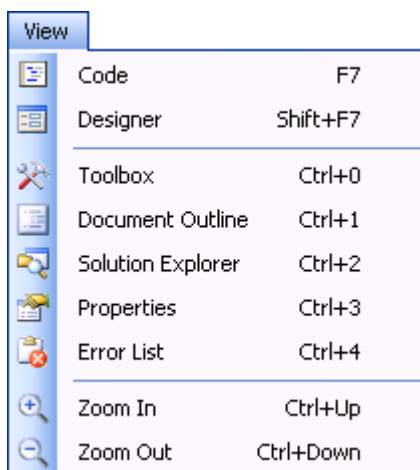 View
Code F7
Designer Shift+F7
Toolbox Ctrl+0
Document Outline Ctrl+1
Solution Explorer Ctrl+2
Properties Ctrl+3
Error List Ctrl+4
Zoom In Ctrl+Up
Zoom Out Ctrl+Down